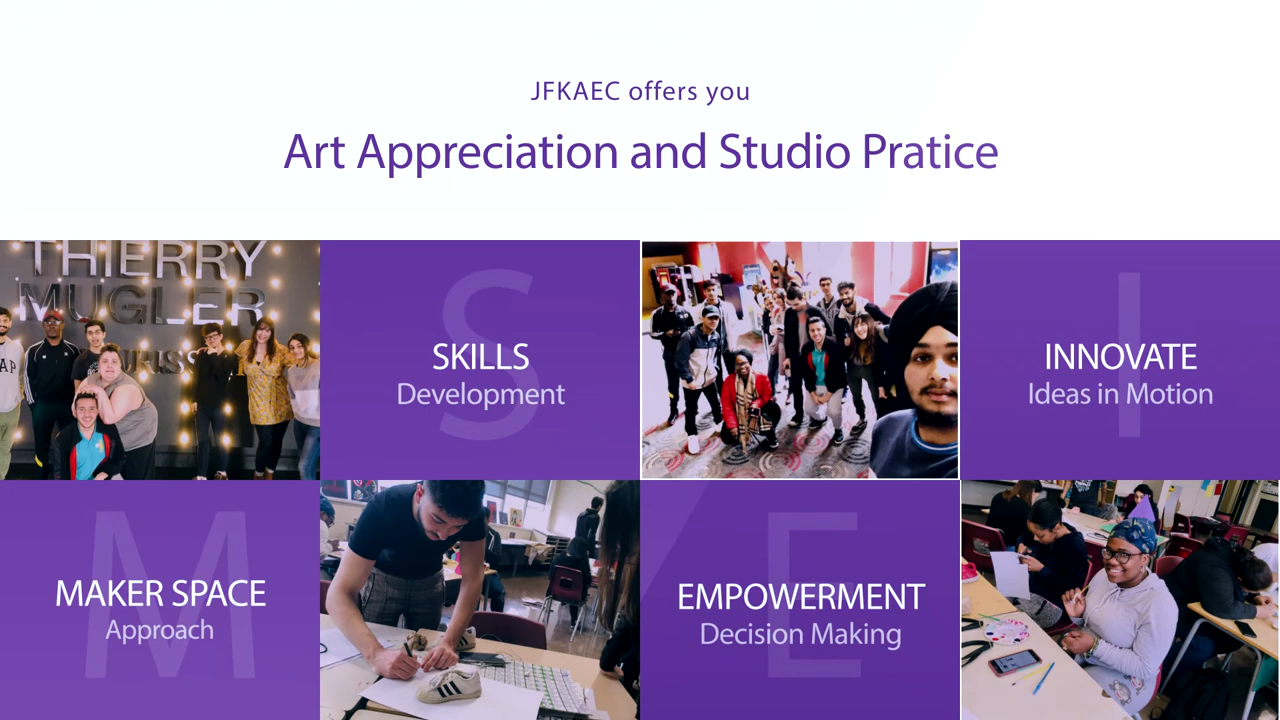 JFKAEC offers you
Art Appreciation and Studio Pratice
THIERRY
MUGLER
S
SKILLS
Development
I
INNOVATE
Ideas in Motion
M
MAKER SPACE
Approach
E
EMPOWERMENT
Decision Making